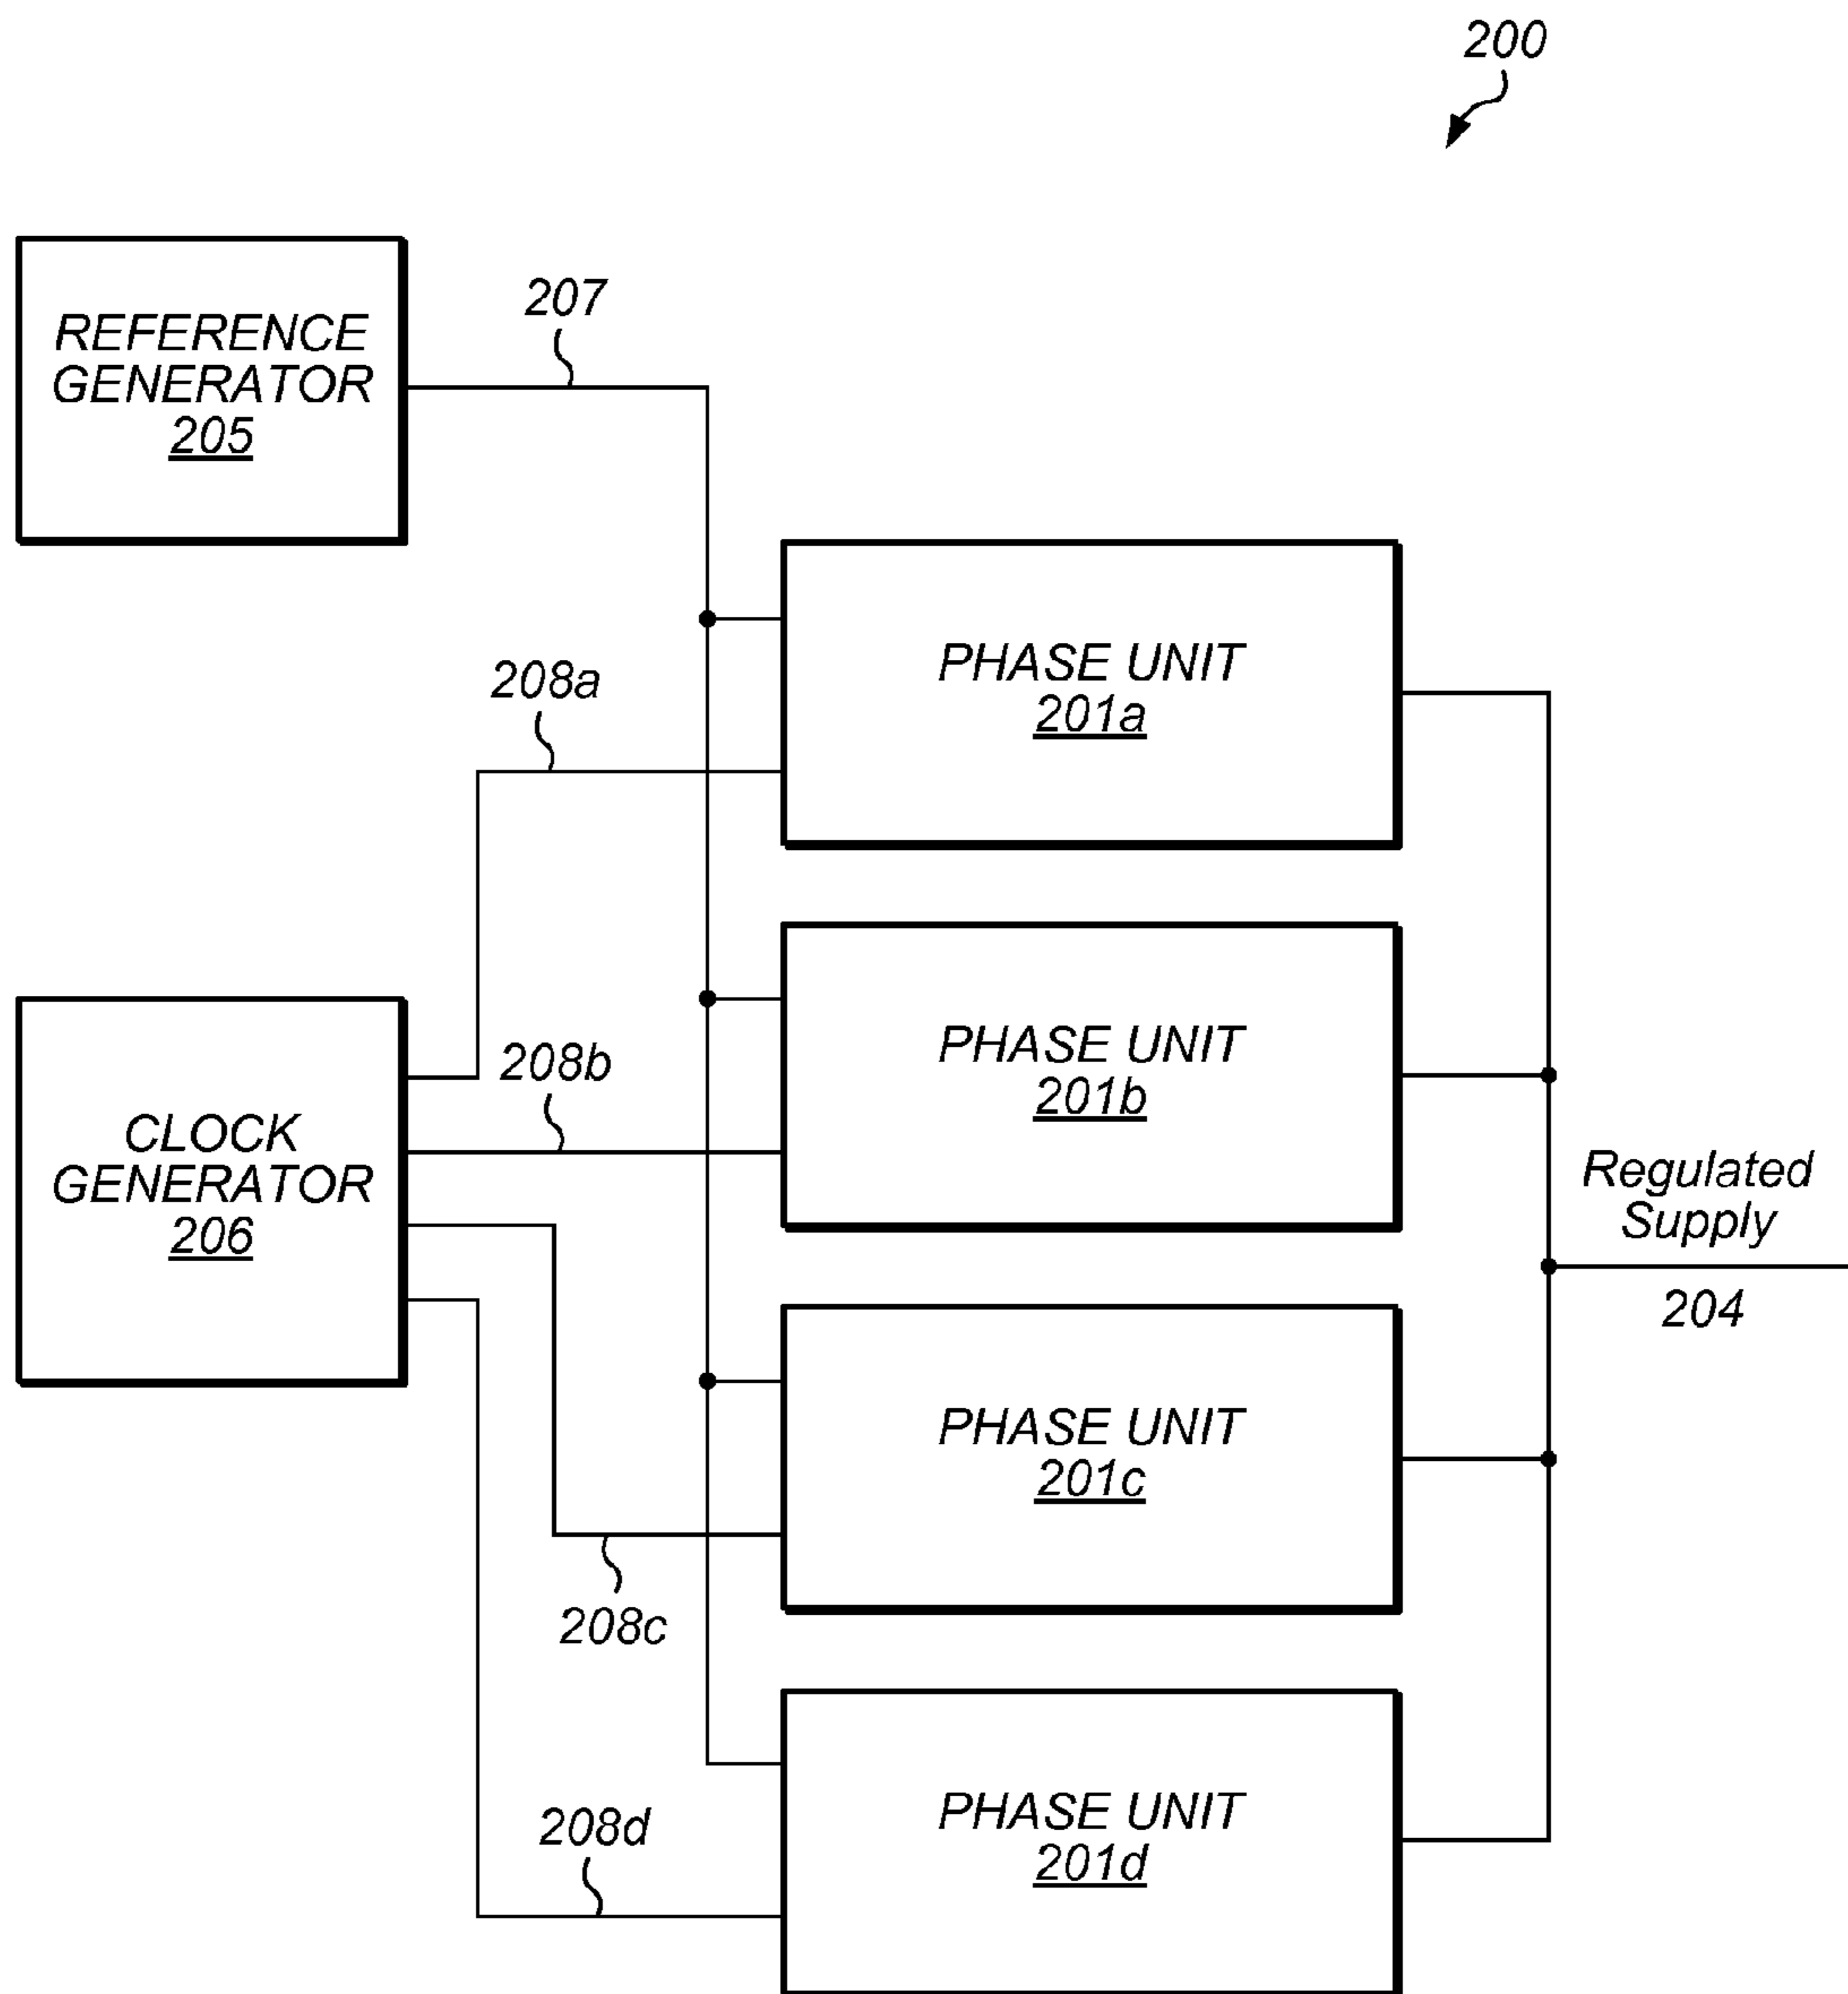 200
REFERENCE
GENERATOR
205
207
PHASE UNIT
201a
208a
PHASE UNIT
201b
208b
CLOCK
GENERATOR
206
Regulated
Supply
204
PHASE UNIT
201c
208c
PHASE UNIT
201d
208d